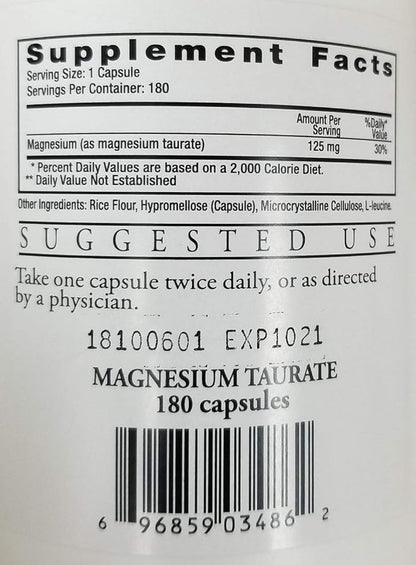 Supplement Facts
Serving Size: 1 Capsule
Servings Per Container: 180
Amount Per Serving
%Daily* Value
Magnesium (as magnesium taurate) 125 mg 30%
* Percent Daily Values are based on a 2,000 Calorie Diet.
** Daily Value Not Established
Other Ingredients: Rice Flour, Hypromellose (Capsule), Microcrystalline Cellulose, L-leucine.
SUGGESTED USE
Take one capsule twice daily, or as directed
by a physician.
18100601 EXP1021
MAGNESIUM TAURATE
180 capsules
6 96859 03486 2